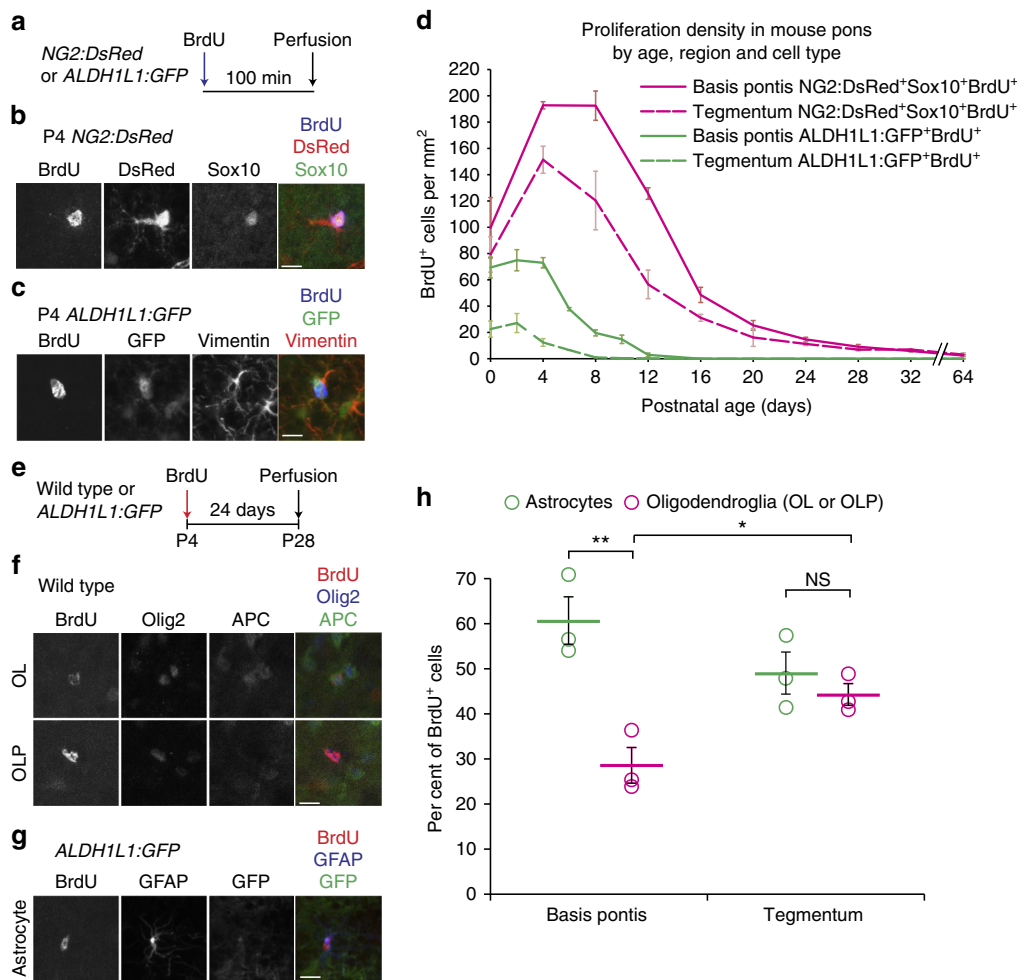 a
NG2:DsRed
or ALDH1L1:GFP
BrdU
Perfusion
100 min
b
P4 NG2:DsRed
BrdU
DsRed
Sox10
BrdU
DsRed
Sox10
c
P4 ALDH1L1:GFP
BrdU
GFP
Vimentin
BrdU
GFP
Vimentin
d
Proliferation density in mouse pons
by age, region and cell type
BrdU⁺ cells per mm²
220
200
180
160
140
120
100
80
60
40
20
0
0 4 8 12 16 20 24 28 32 64
Postnatal age (days)
Basis pontis NG2:DsRed⁺Sox10⁺BrdU⁺
Tegmentum NG2:DsRed⁺Sox10⁺BrdU⁺
Basis pontis ALDH1L1:GFP⁺BrdU⁺
Tegmentum ALDH1L1:GFP⁺BrdU⁺
e
Wild type or
ALDH1L1:GFP
BrdU
Perfusion
24 days
P4
P28
f
Wild type
BrdU
Olig2
APC
BrdU
Olig2
APC
OL
OLP
g
ALDH1L1:GFP
BrdU
GFAP
GFP
BrdU
GFAP
GFP
Astrocyte
h
Astrocytes
Oligodendroglia (OL or OLP)
**
*
NS
Per cent of BrdU⁺ cells
70
60
50
40
30
20
10
0
Basis pontis
Tegmentum